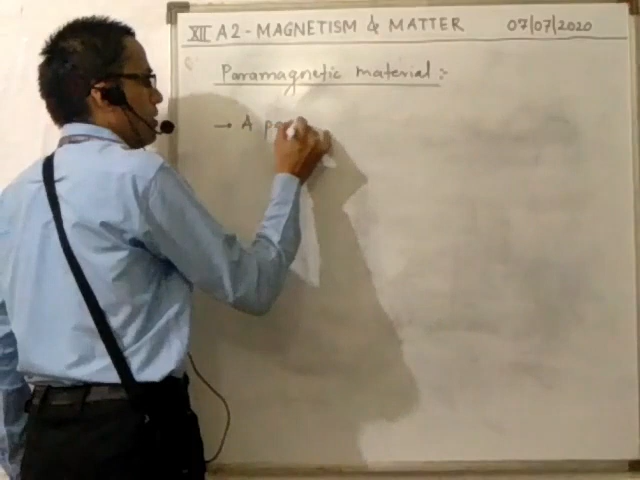 XII A2 - MAGNETISM & MATTER 07/07/2020
Paramagnetic material :-
→ A